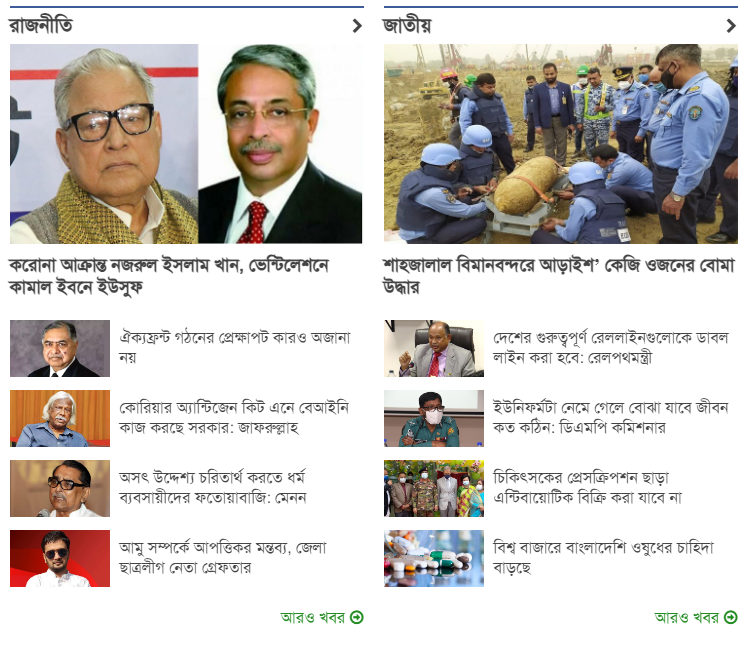 রাজনীতি
করোনা আক্রান্ত নজরুল ইসলাম খান, ভেন্টিলেশনে
কামাল ইবনে ইউসুফ
ঐক্যফ্রন্ট গঠনের প্রেক্ষাপট কারও অজানা
নয়
কোরিয়ার অ্যান্টিজেন কিট এনে বেআইনি
কাজ করছে সরকার: জাফরুল্লাহ
অসৎ উদ্দেশ্য চরিতার্থ করতে ধর্ম
ব্যবসায়ীদের ফতোয়াবাজি: মেনন
আমু সম্পর্কে আপত্তিকর মন্তব্য, জেলা
ছাত্রলীগ নেতা গ্রেফতার
আরও খবর
জাতীয়
শাহজালাল বিমানবন্দরে আড়াইশ’ কেজি ওজনের বোমা
উদ্ধার
দেশের গুরুত্বপূর্ণ রেললাইনগুলোকে ডাবল
লাইন করা হবে: রেলপথমন্ত্রী
ইউনিফর্মটা নেমে গেলে বোঝা যাবে জীবন
কত কঠিন: ডিএমপি কমিশনার
চিকিৎসকের প্রেসক্রিপশন ছাড়া
এন্টিবায়োটিক বিক্রি করা যাবে না
বিশ্ব বাজারে বাংলাদেশি ওষুধের চাহিদা
বাড়ছে
আরও খবর